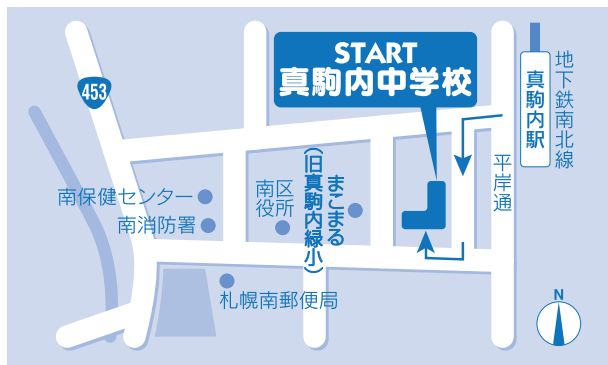 START
真駒内中学校
453
地下鉄南北線
真駒内駅
平岸通
まこまる
(旧真駒内緑小)
南区
役所
南保健センター
南消防署
札幌南郵便局
N